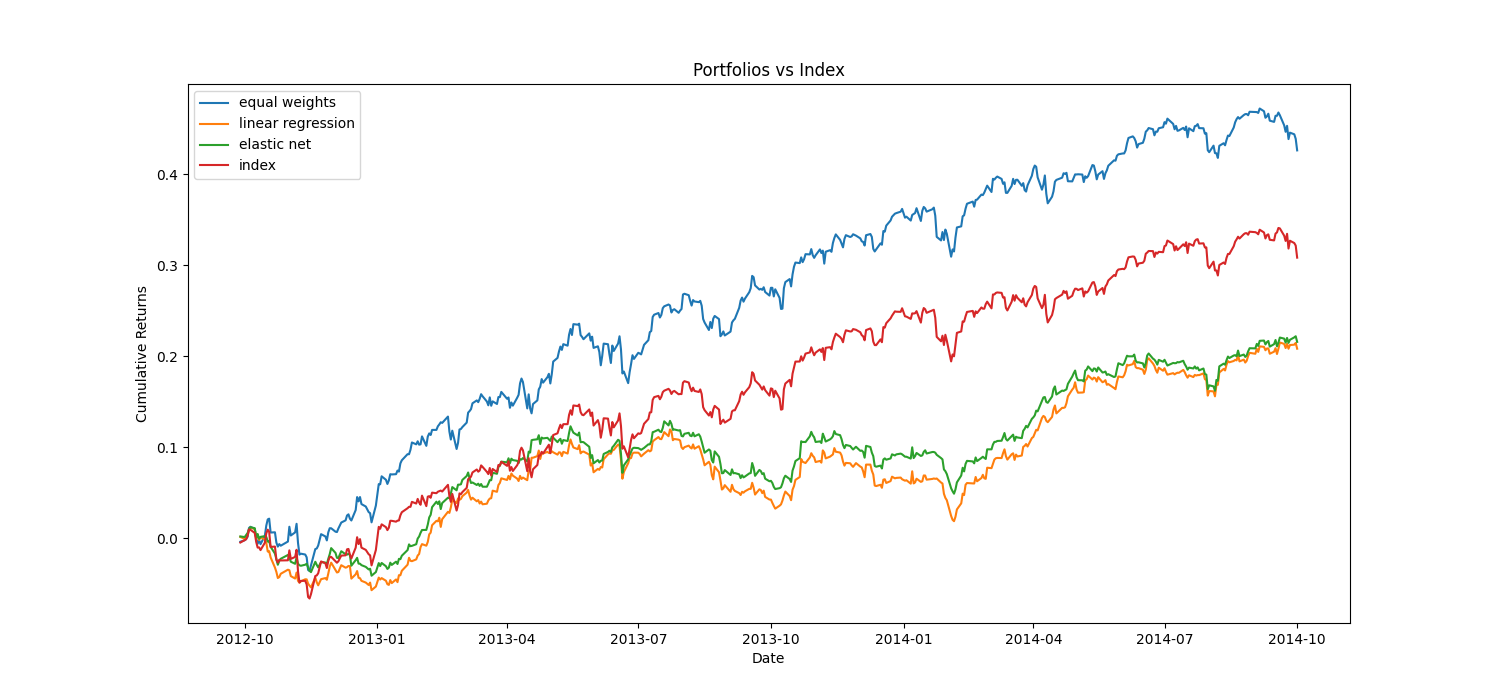 Portfolios vs Index
equal weights
linear regression
elastic net
index
Cumulative Returns
0.4
0.3
0.2
0.1
0.0
2012-10 2013-01 2013-04 2013-07 2013-10 2014-01 2014-04 2014-07 2014-10
Date